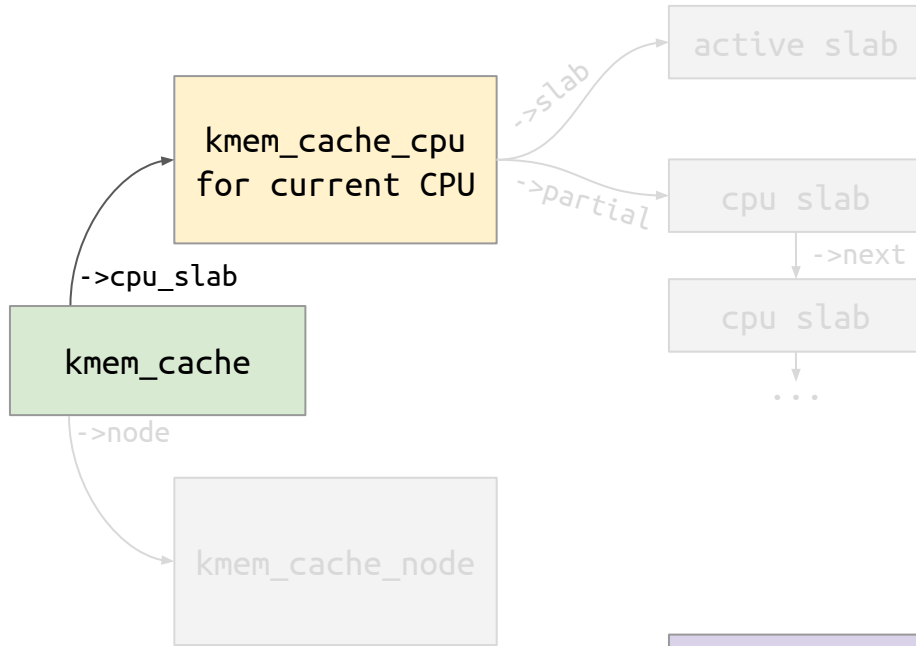 active slab
->slab
kmem_cache_cpu
for current CPU
->partial
cpu slab
->next
->cpu_slab
cpu slab
kmem_cache
...
->node
kmem_cache_node